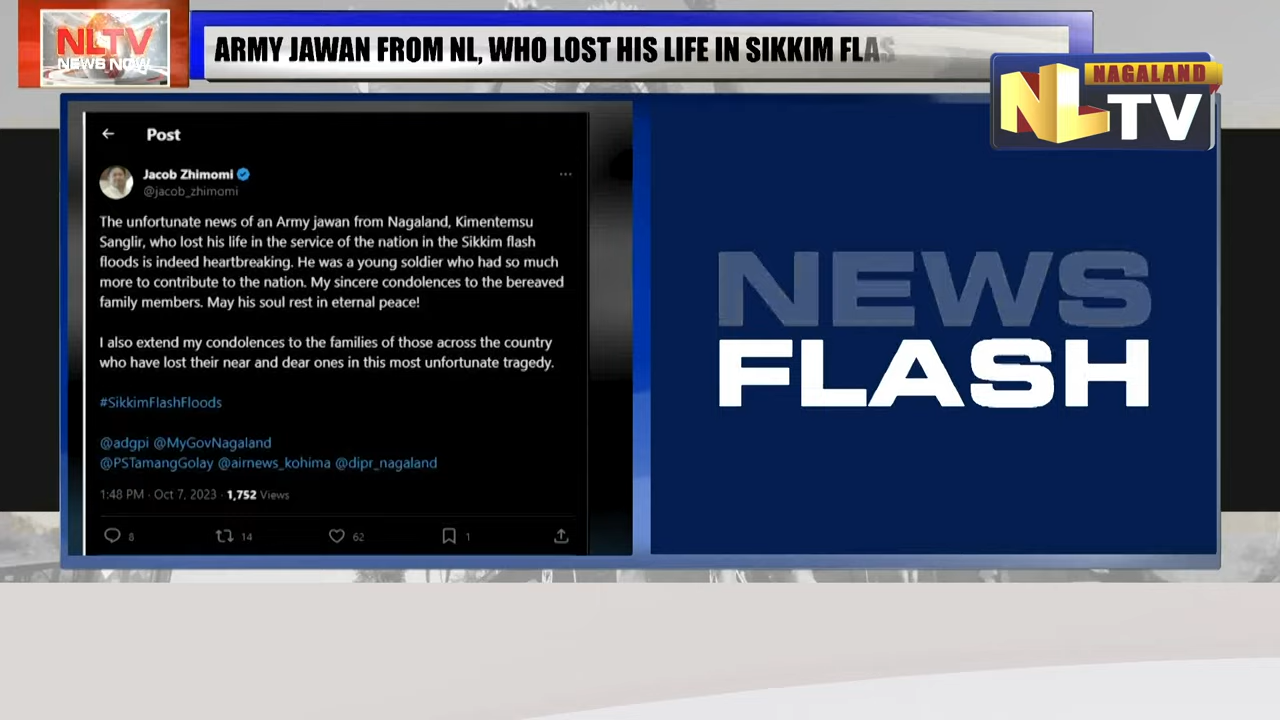 NLTV
NEWS NOW
ARMY JAWAN FROM NL, WHO LOST HIS LIFE IN SIKKIM FLAS
NAGALAND
NLTV
Post
Jacob Zhimomi
@jacob_zhimomi
The unfortunate news of an Army jawan from Nagaland, Kimentemsu
Sanglir, who lost his life in the service of the nation in the Sikkim flash
floods is indeed heartbreaking. He was a young soldier who had so much
more to contribute to the nation. My sincere condolences to the bereaved
family members. May his soul rest in eternal peace!
I also extend my condolences to the families of those across the country
who have lost their near and dear ones in this most unfortunate tragedy.
#SikkimFlashFloods
@adgpi @MyGovNagaland
@PSTamangGolay @airnews_kohima @dipr_nagaland
1:48 PM · Oct 7, 2023 · 1,752 Views
8 14 62 1
NEWS
FLASH